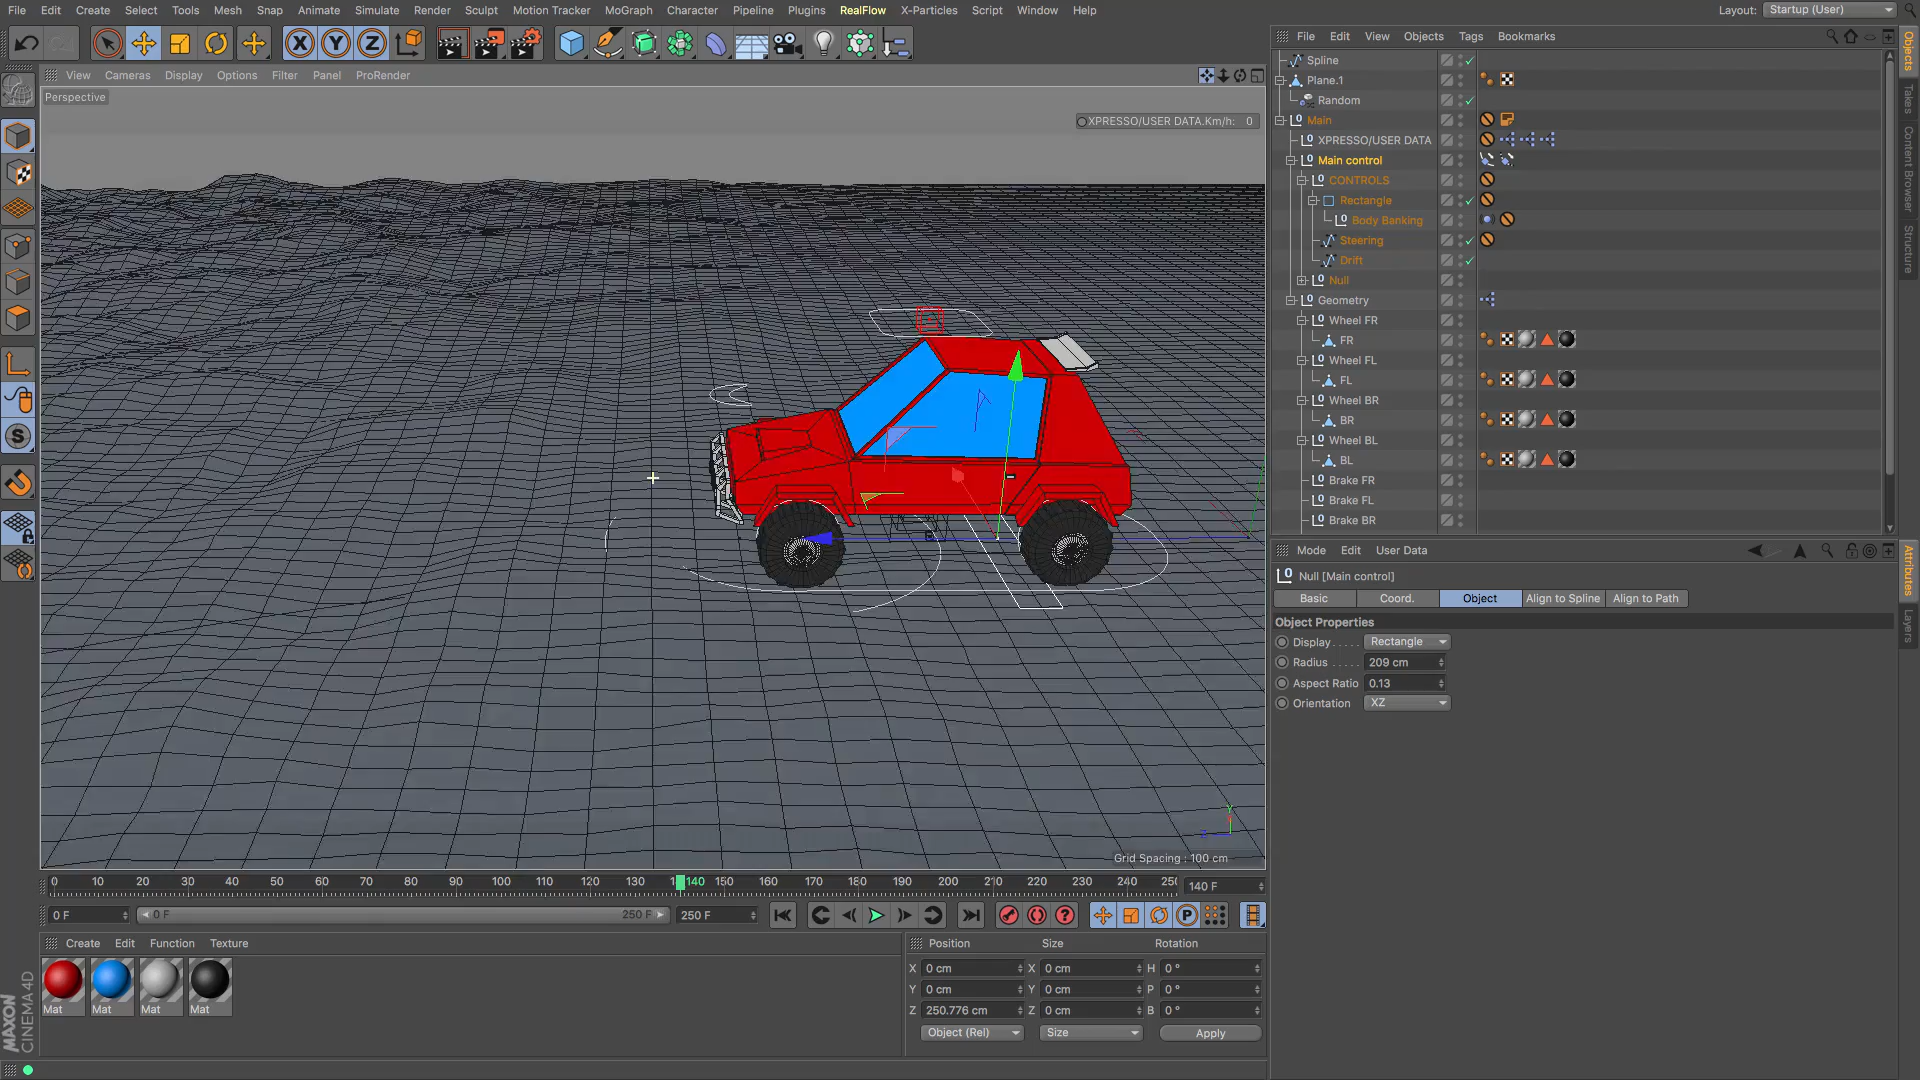 File Edit Create Select Tools Mesh Snap Animate Simulate Render Sculpt Motion Tracker MoGraph Character Pipeline Plugins RealFlow X-Particles Script Window Help
Layout: Startup (User)
File Edit View Objects Tags Bookmarks
View Cameras Display Options Filter Panel ProRender
Perspective
XPRESSO/USER DATA.Km/h: 0
Grid Spacing : 100 cm
Spline
Plane.1
Random
Main
XPRESSO/USER DATA
Main control
CONTROLS
Rectangle
Body Banking
Steering
Drift
Null
Geometry
Wheel FR
FR
Wheel FL
FL
Wheel BR
BR
Wheel BL
BL
Brake FR
Brake FL
Brake BR
Objects
Takes
Content Browser
Structure
Mode Edit User Data
Null [Main control]
Basic Coord. Object Align to Spline Align to Path
Object Properties
Display Rectangle
Radius 209 cm
Aspect Ratio 0.13
Orientation XZ
Attributes
Layers
0 10 20 30 40 50 60 70 80 90 100 110 120 130 140 150 160 170 180 190 200 210 220 230 240 250
140 F
0 F 0 F 250 F 250 F
Create Edit Function Texture
Mat Mat Mat Mat
Position Size Rotation
X 0 cm X 0 cm H 0 °
Y 0 cm Y 0 cm P 0 °
Z 250.776 cm Z 0 cm B 0 °
Object (Rel) Size Apply
MAXON
CINEMA 4D